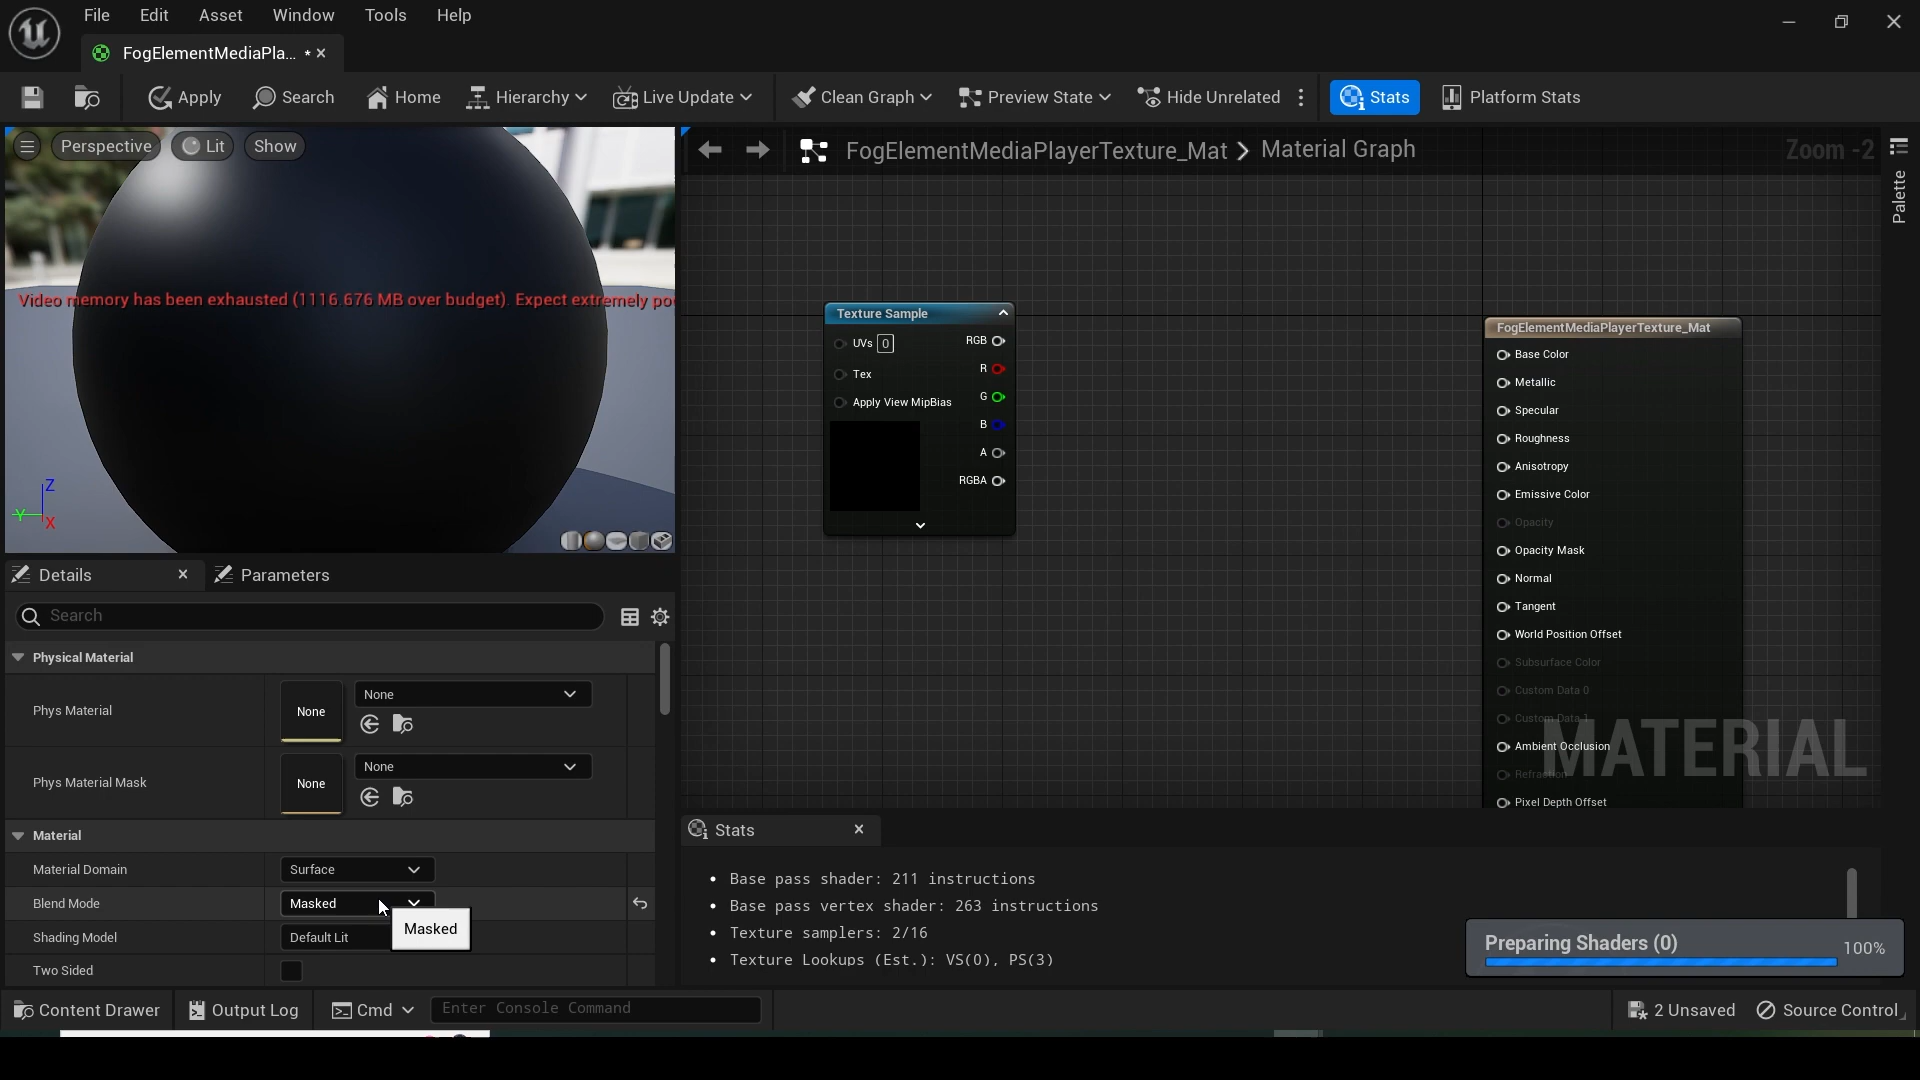 File Edit Asset Window Tools Help
FogElementMediaPla... •
Apply Search Home Hierarchy Live Update Clean Graph Preview State Hide Unrelated Stats Platform Stats
Perspective Lit Show
FogElementMediaPlayerTexture_Mat > Material Graph
Zoom -2
Palette
Video memory has been exhausted (1116.676 MB over budget). Expect extremely po
Z
Y
X
Texture Sample
UVs 0
Tex
Apply View MipBias
RGB
R
G
B
A
RGBA
FogElementMediaPlayerTexture_Mat
Base Color
Metallic
Specular
Roughness
Anisotropy
Emissive Color
Opacity
Opacity Mask
Normal
Tangent
World Position Offset
Subsurface Color
Custom Data 0
Custom Data 1
Ambient Occlusion
Refraction
Pixel Depth Offset
MATERIAL
Details Parameters
Search
Physical Material
Phys Material None None
Phys Material Mask None None
Material
Material Domain Surface
Blend Mode Masked
Masked
Shading Model Default Lit
Two Sided
Stats
• Base pass shader: 211 instructions
• Base pass vertex shader: 263 instructions
• Texture samplers: 2/16
• Texture Lookups (Est.): VS(0), PS(3)
Preparing Shaders (0) 100%
Content Drawer Output Log Cmd Enter Console Command 2 Unsaved Source Control